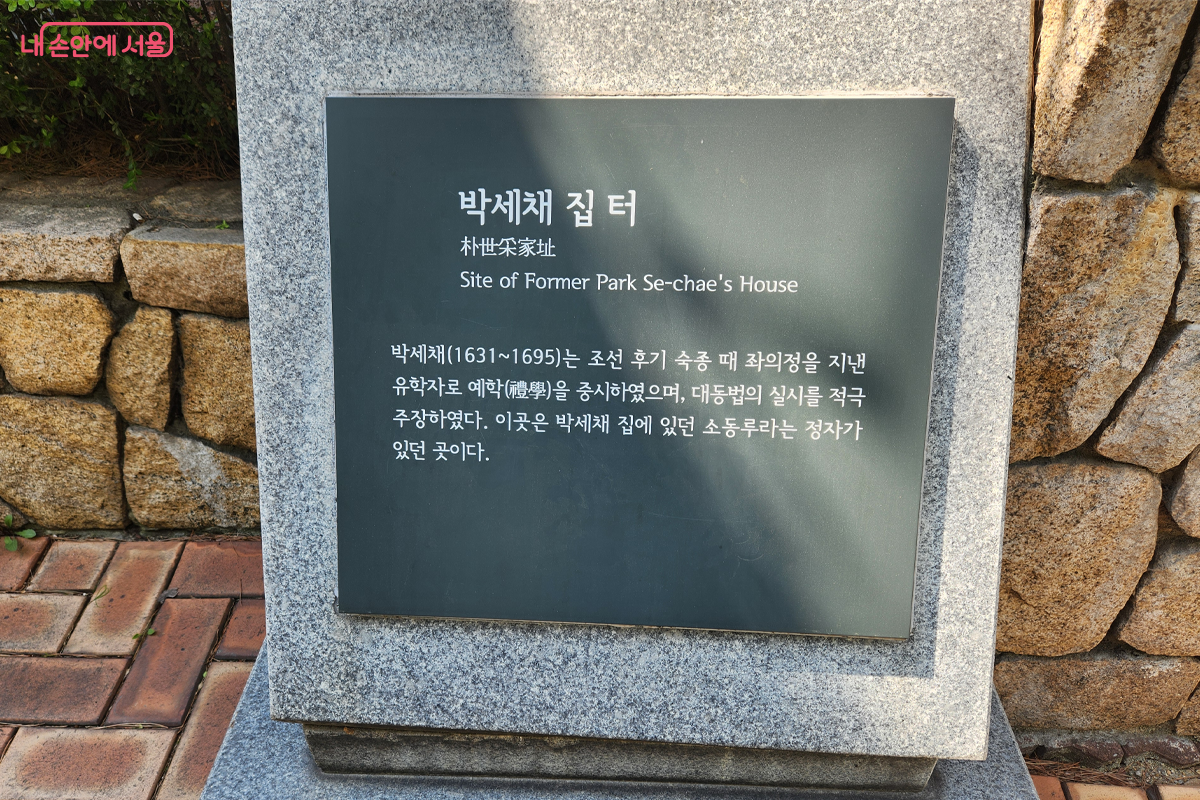 내 손안에 서울
박세채 집 터
朴世采家址
Site of Former Park Se-chae's House
박세채(1631~1695)는 조선 후기 숙종 때 좌의정을 지낸
유학자로 예학(禮學)을 중시하였으며, 대동법의 실시를 적극
주장하였다. 이곳은 박세채 집에 있던 소동루라는 정자가
있던 곳이다.